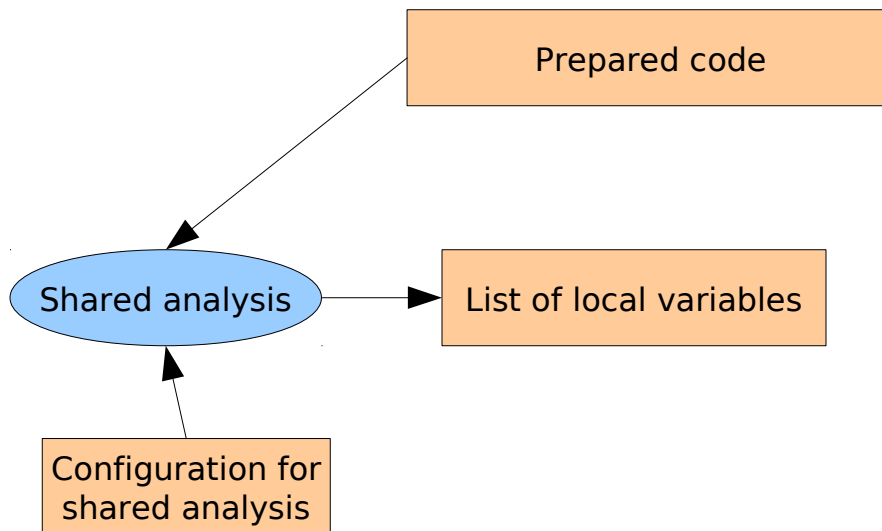 Prepared code
Shared analysis
List of local variables
Configuration for
shared analysis